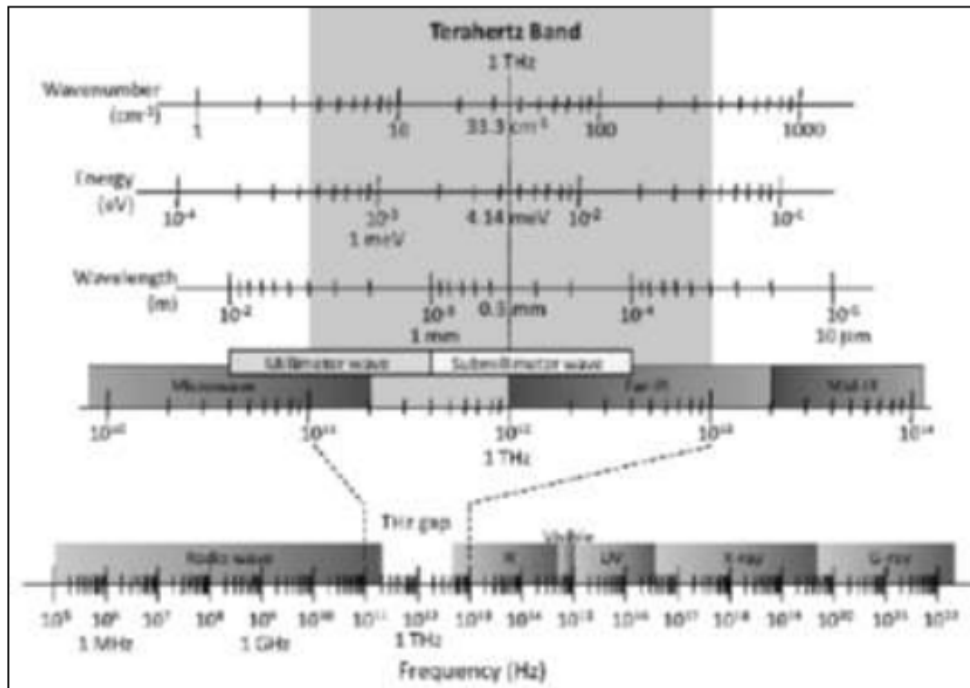 Terahertz Band
1 THz
Wavenumber
(cm⁻¹)
1 10 33.3 cm⁻¹ 100 1000
Energy
(eV)
10⁻⁴ 10⁻³ 4.14 meV 10⁻² 10⁻¹
1 meV
Wavelength
(m)
10⁻² 10⁻³ 0.3 mm 10⁻⁴ 10⁻⁵
1 mm 10 μm
Millimeter wave Submillimeter wave
Microwave Far-IR Mid-IR
10¹⁰ 10¹¹ 10¹² 10¹³ 10¹⁴
1 THz
THz gap
Visible
Radio wave IR UV X-ray G-ray
10⁵ 10⁶ 10⁷ 10⁸ 10⁹ 10¹⁰ 10¹¹ 10¹² 10¹³ 10¹⁴ 10¹⁵ 10¹⁶ 10¹⁷ 10¹⁸ 10¹⁹ 10²⁰ 10²¹ 10²²
1 MHz 1 GHz 1 THz
Frequency (Hz)